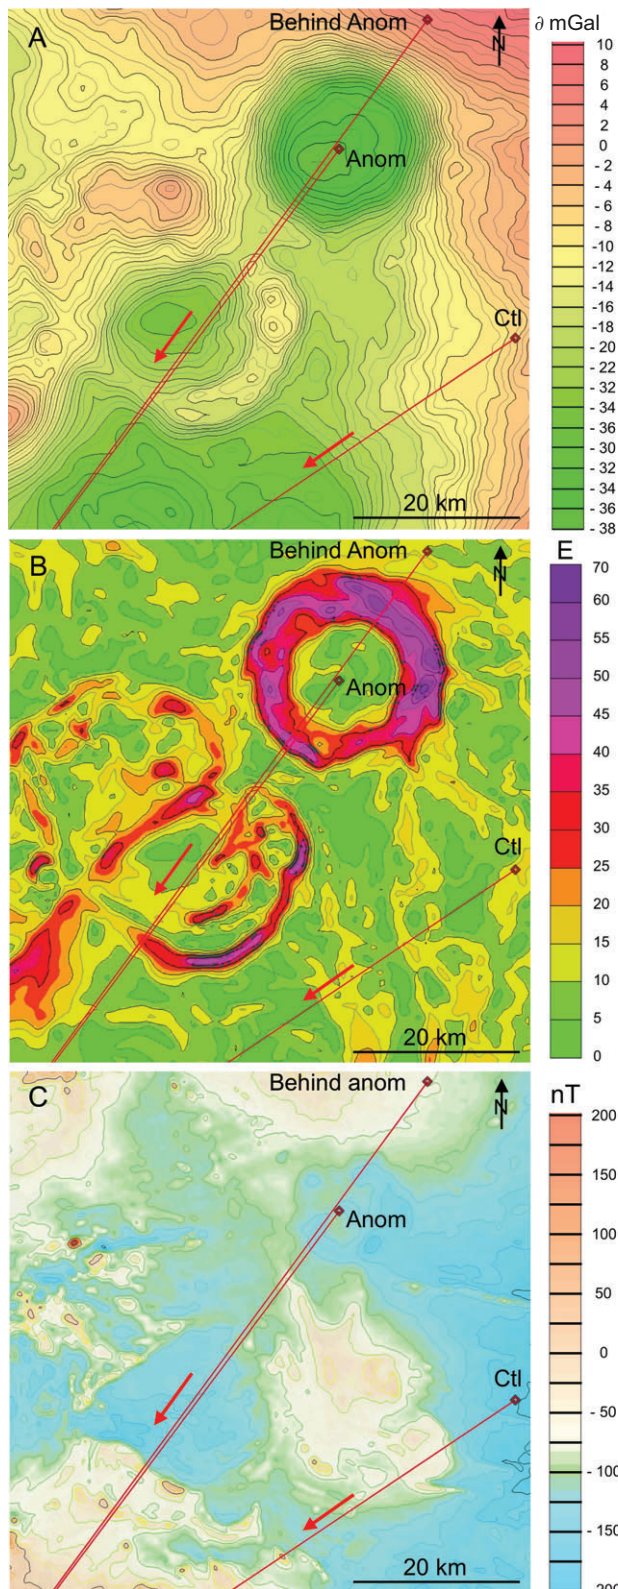 A
Behind Anom
N
∂ mGal
10
8
6
4
2
0
- 2
- 4
- 6
- 8
- 10
- 12
- 14
- 16
- 18
- 20
- 22
- 34
- 36
- 34
- 30
- 32
- 34
- 36
- 38
Anom
Ctl
20 km
B
Behind Anom
N
E
70
60
55
50
45
40
35
30
25
20
15
10
5
0
Anom
Ctl
20 km
C
Behind anom
N
nT
200
150
100
50
0
- 50
- 100
- 150
- 200
Anom
Ctl
20 km